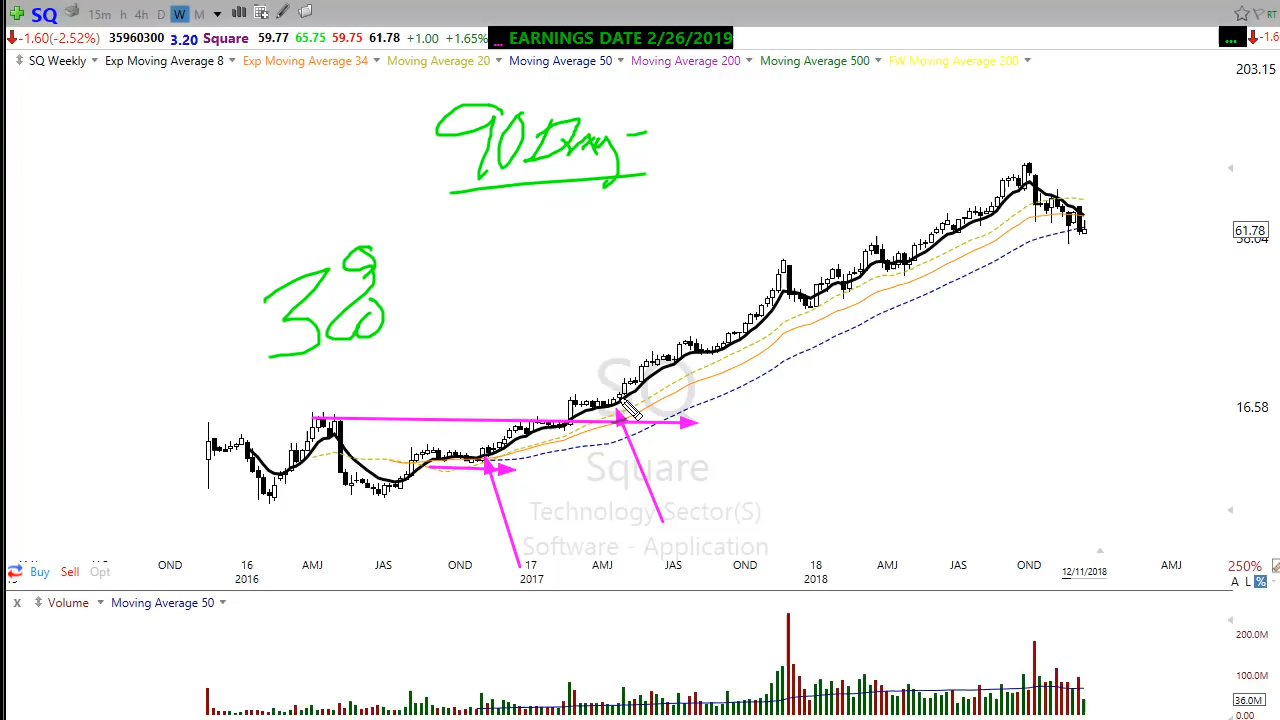 SQ 15m h 4h D W M RT
-1.60(-2.52%) 35960300 3.20 Square 59.77 65.75 59.75 61.78 +1.00 +1.65% ... EARNINGS DATE 2/26/2019 ... -1.6
SQ Weekly Exp Moving Average 8 Exp Moving Average 34 Moving Average 20 Moving Average 50 Moving Average 200 Moving Average 500 FW Moving Average 200
203.15
90 Days
61.78
16.58
SQ
Square
Technology Sector(S)
Software - Application
OND 16 AMJ JAS OND 17 AMJ JAS OND 18 AMJ JAS OND AMJ 250%
Buy Sell Opt 2016 2017 2018 12/11/2018 A L %
X Volume Moving Average 50
200.0M
100.0M
36.0M
0.00